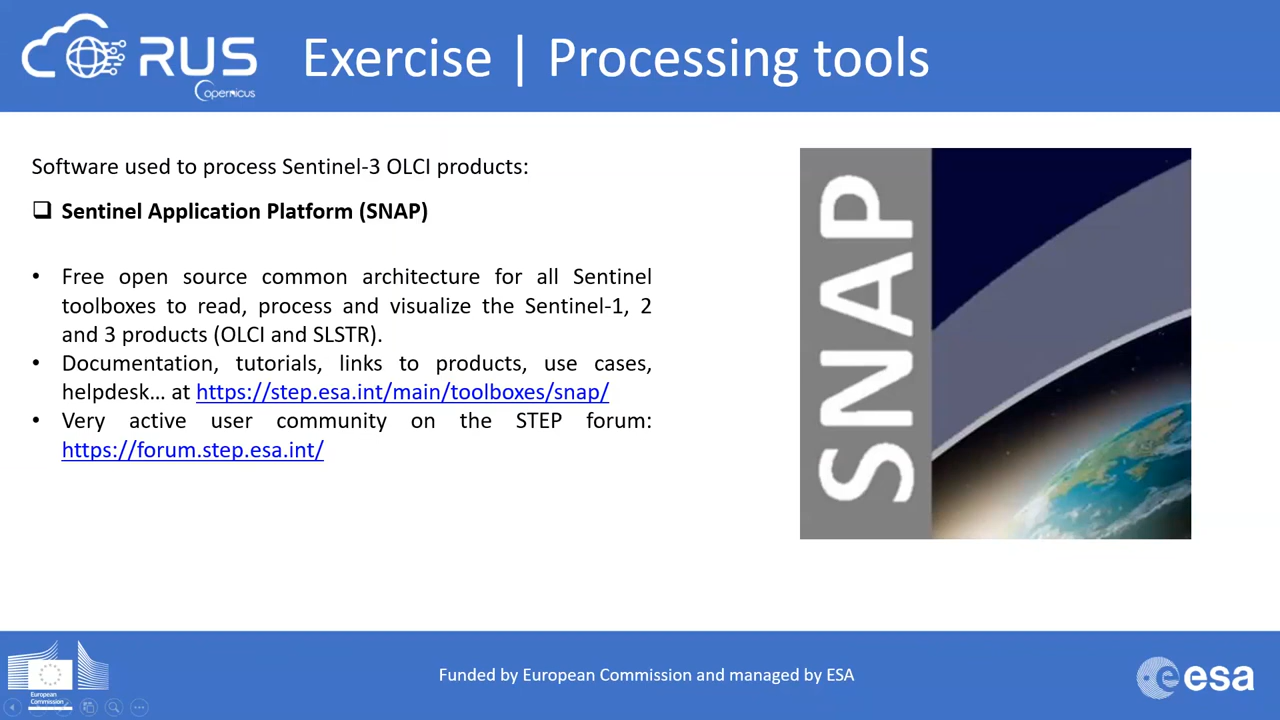 RUS
Copernicus
Exercise | Processing tools
Software used to process Sentinel-3 OLCI products:
Sentinel Application Platform (SNAP)
• Free open source common architecture for all Sentinel
toolboxes to read, process and visualize the Sentinel-1, 2
and 3 products (OLCI and SLSTR).
• Documentation, tutorials, links to products, use cases,
helpdesk... at https://step.esa.int/main/toolboxes/snap/
• Very active user community on the STEP forum:
https://forum.step.esa.int/
SNAP
European
Commission
Funded by European Commission and managed by ESA
esa